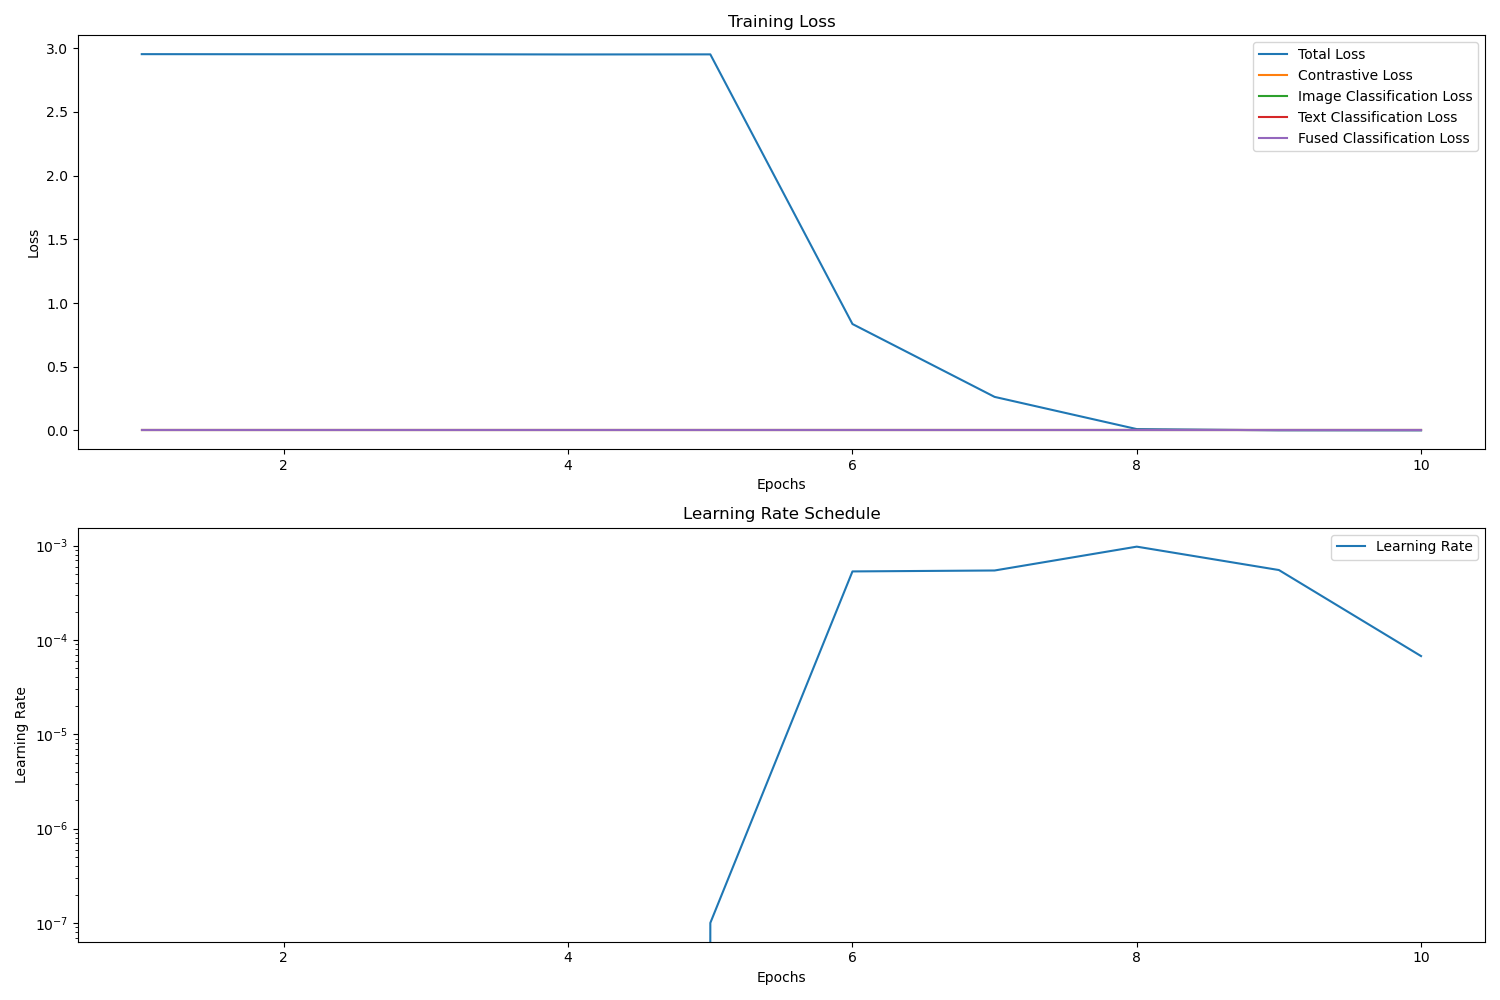 Training Loss
3.0
2.5
2.0
1.5
1.0
0.5
0.0
Loss
Total Loss
Contrastive Loss
Image Classification Loss
Text Classification Loss
Fused Classification Loss
2 4 6 8 10
Epochs
Learning Rate Schedule
10⁻³
10⁻⁴
10⁻⁵
10⁻⁶
10⁻⁷
Learning Rate
Learning Rate
2 4 6 8 10
Epochs